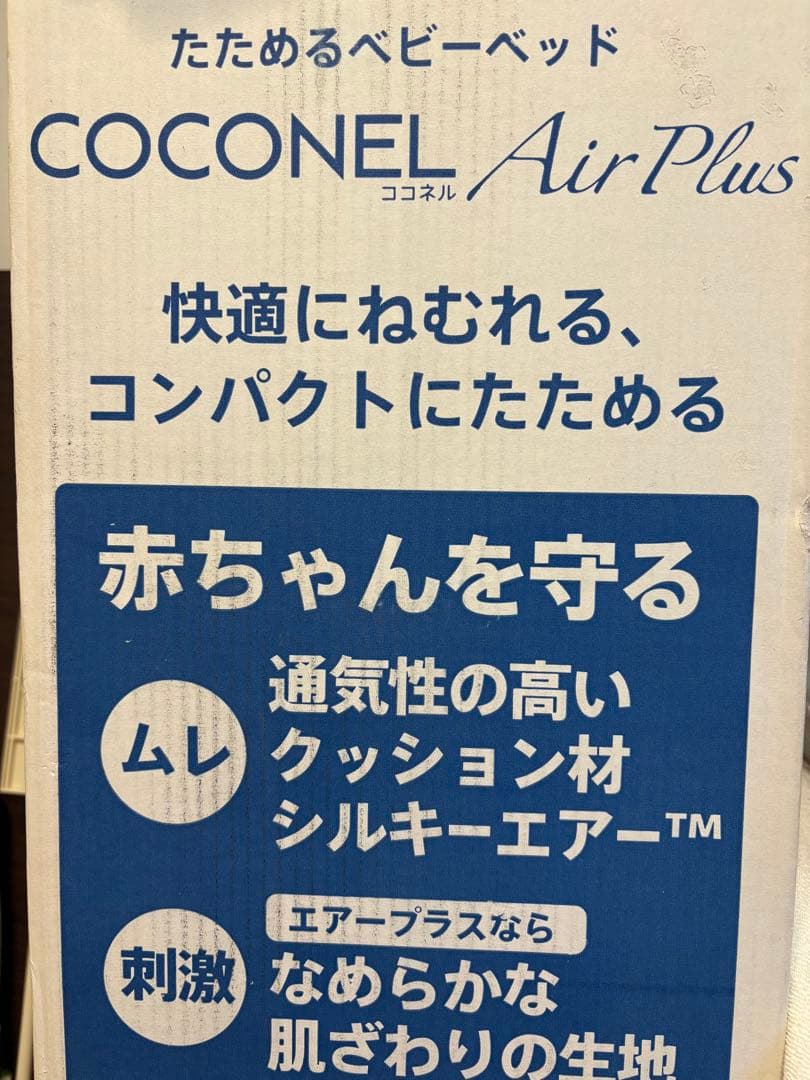 たためるベビーベッド
COCONEL Air Plus
ココネル
快適にねむれる、
コンパクトにたためる
赤ちゃんを守る
ムレ
通気性の高い
クッション材
シルキーエアー™
刺激
エアープラスなら
なめらかな
肌ざわりの生地